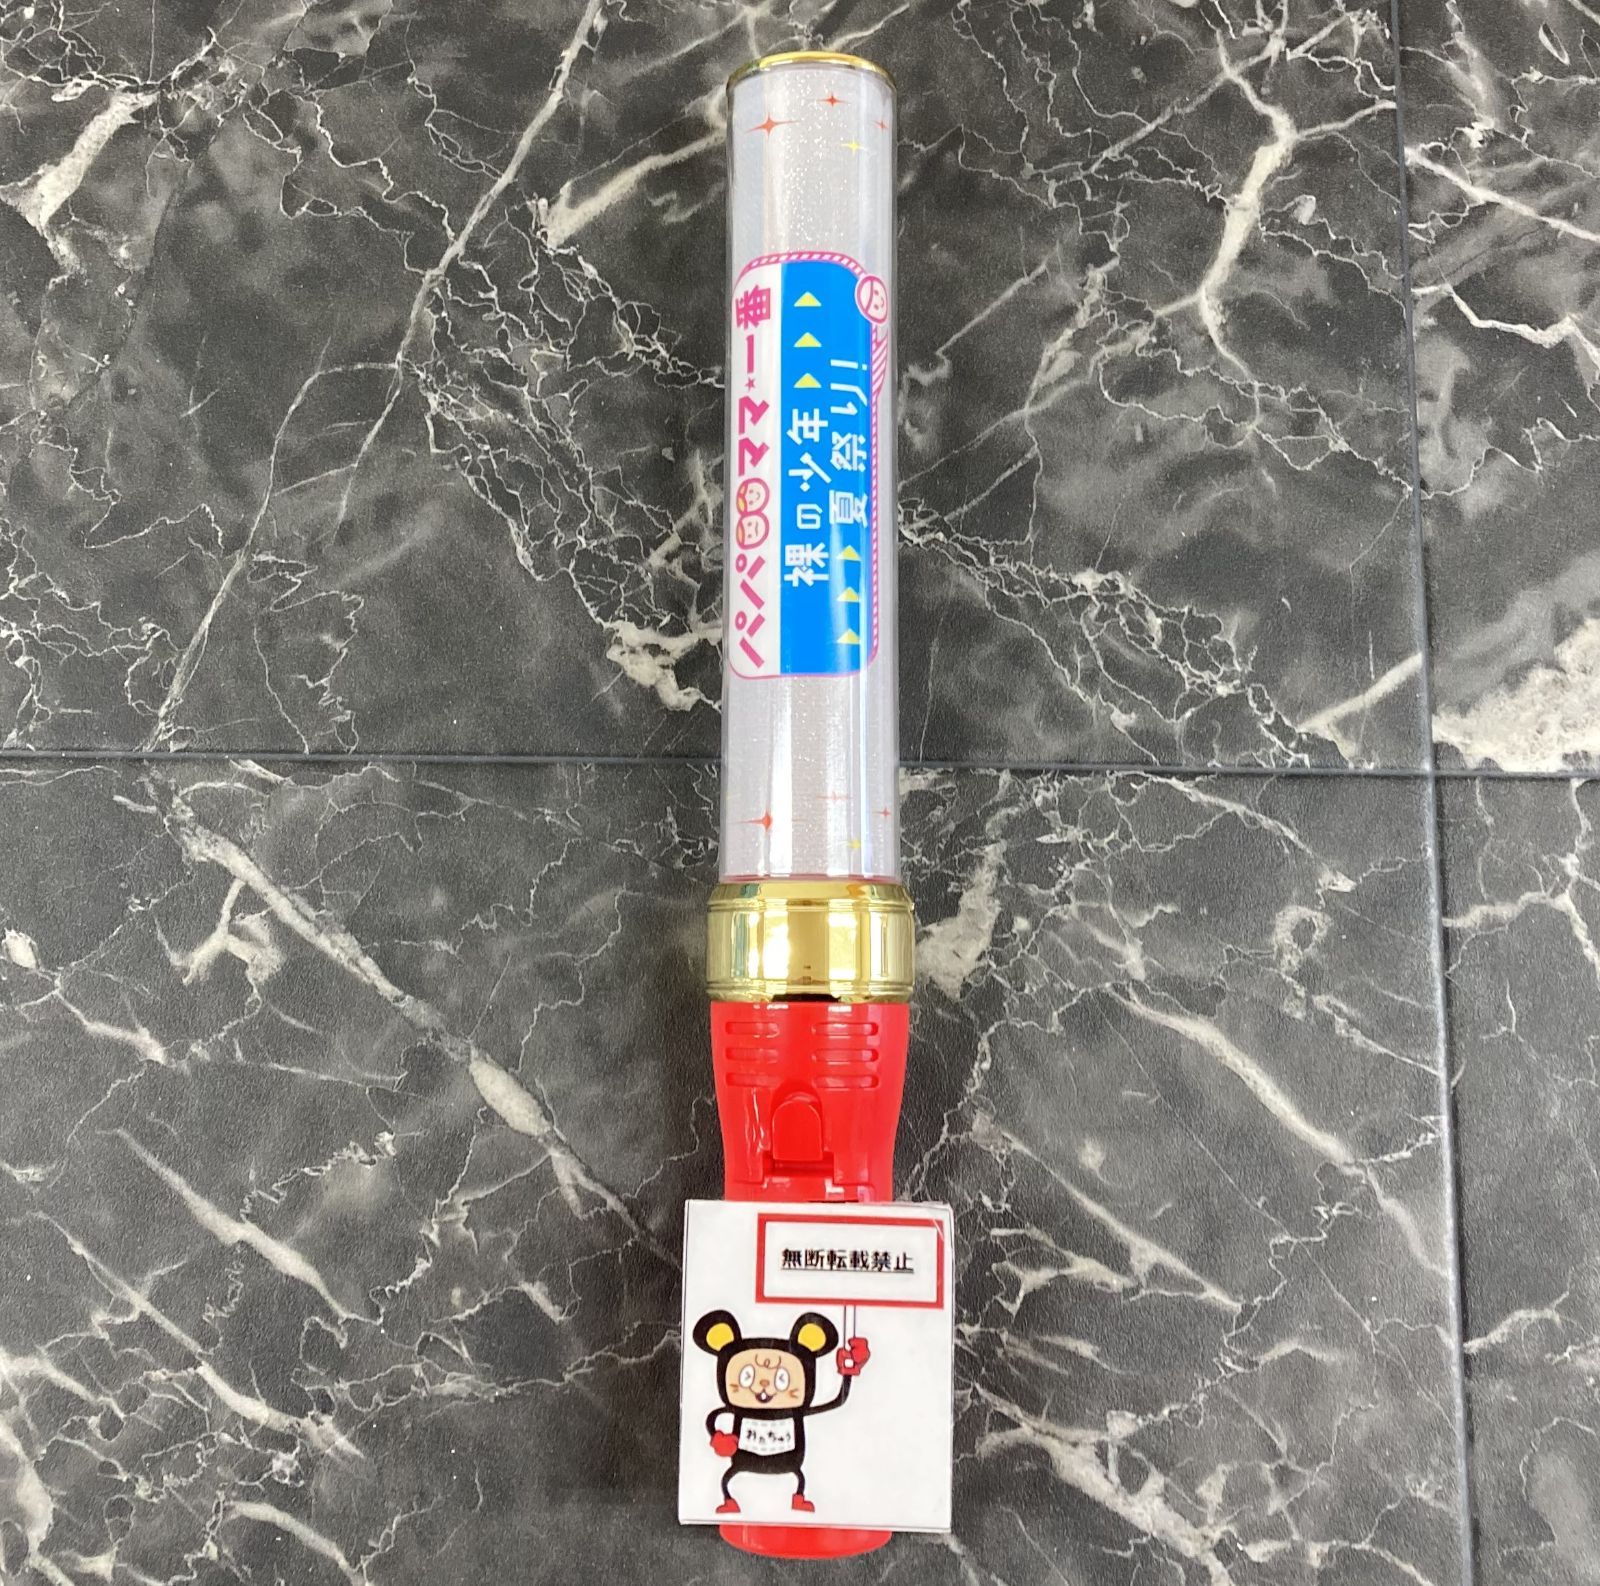 パパママ★一番
裸の少年
夏祭り!
無断転載禁止
おたちゅう